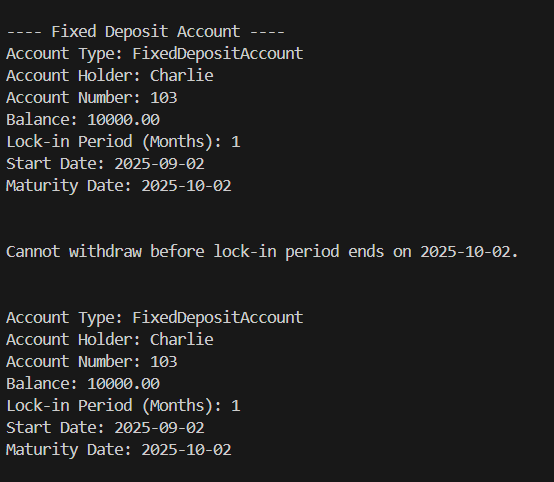 ---- Fixed Deposit Account ----
Account Type: FixedDepositAccount
Account Holder: Charlie
Account Number: 103
Balance: 10000.00
Lock-in Period (Months): 1
Start Date: 2025-09-02
Maturity Date: 2025-10-02
Cannot withdraw before lock-in period ends on 2025-10-02.
Account Type: FixedDepositAccount
Account Holder: Charlie
Account Number: 103
Balance: 10000.00
Lock-in Period (Months): 1
Start Date: 2025-09-02
Maturity Date: 2025-10-02